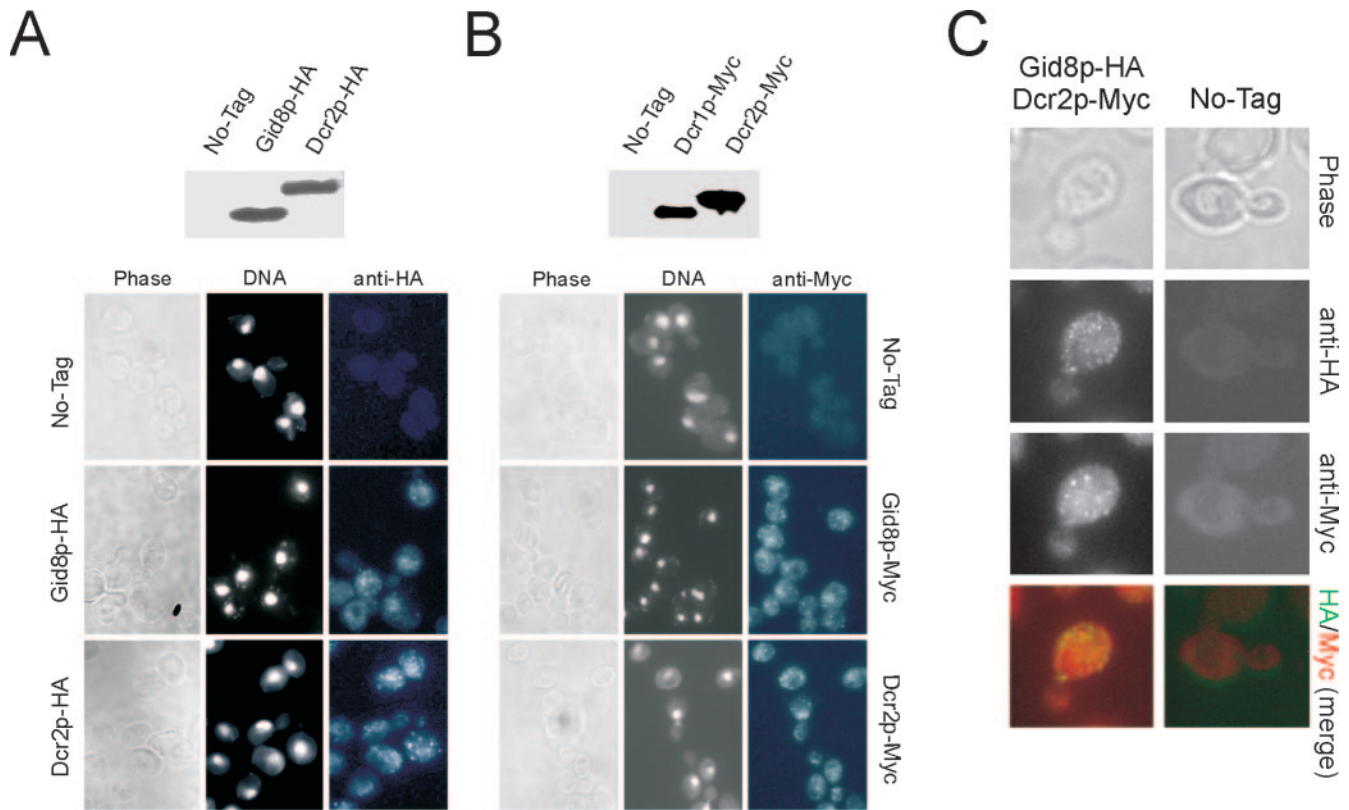 A
No-Tag
Gid8p-HA
Dcr2p-HA
Phase DNA anti-HA
No-Tag
Gid8p-HA
Dcr2p-HA
B
No-Tag
Dcr1p-Myc
Dcr2p-Myc
Phase DNA anti-Myc
No-Tag
Gid8p-Myc
Dcr2p-Myc
C
Gid8p-HA
Dcr2p-Myc
No-Tag
Phase
anti-HA
anti-Myc
HA/Myc (merge)